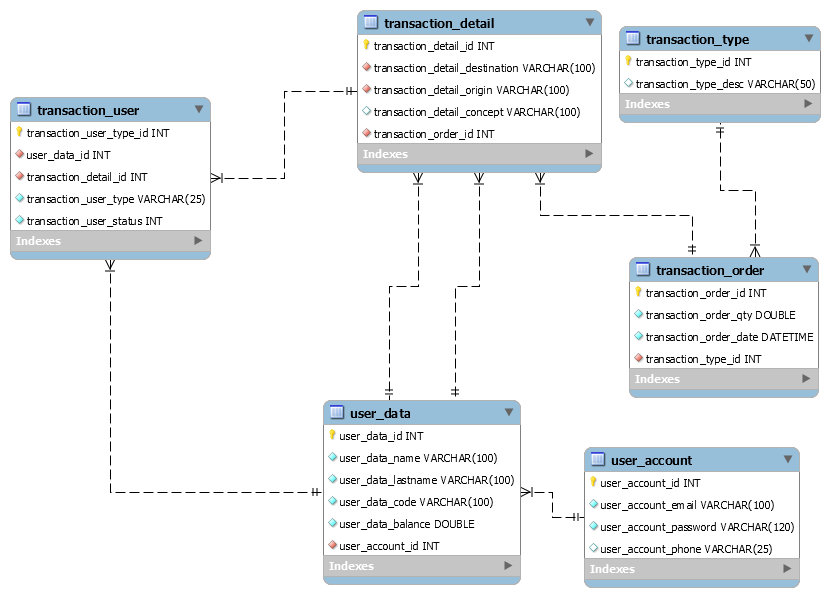 transaction_detail
transaction_detail_id INT
transaction_detail_destination VARCHAR(100)
transaction_detail_origin VARCHAR(100)
transaction_detail_concept VARCHAR(100)
transaction_order_id INT
Indexes
transaction_type
transaction_type_id INT
transaction_type_desc VARCHAR(50)
Indexes
transaction_user
transaction_user_type_id INT
user_data_id INT
transaction_detail_id INT
transaction_user_type VARCHAR(25)
transaction_user_status INT
Indexes
transaction_order
transaction_order_id INT
transaction_order_qty DOUBLE
transaction_order_date DATETIME
transaction_type_id INT
Indexes
user_data
user_data_id INT
user_data_name VARCHAR(100)
user_data_lastname VARCHAR(100)
user_data_code VARCHAR(100)
user_data_balance DOUBLE
user_account_id INT
Indexes
user_account
user_account_id INT
user_account_email VARCHAR(100)
user_account_password VARCHAR(120)
user_account_phone VARCHAR(25)
Indexes